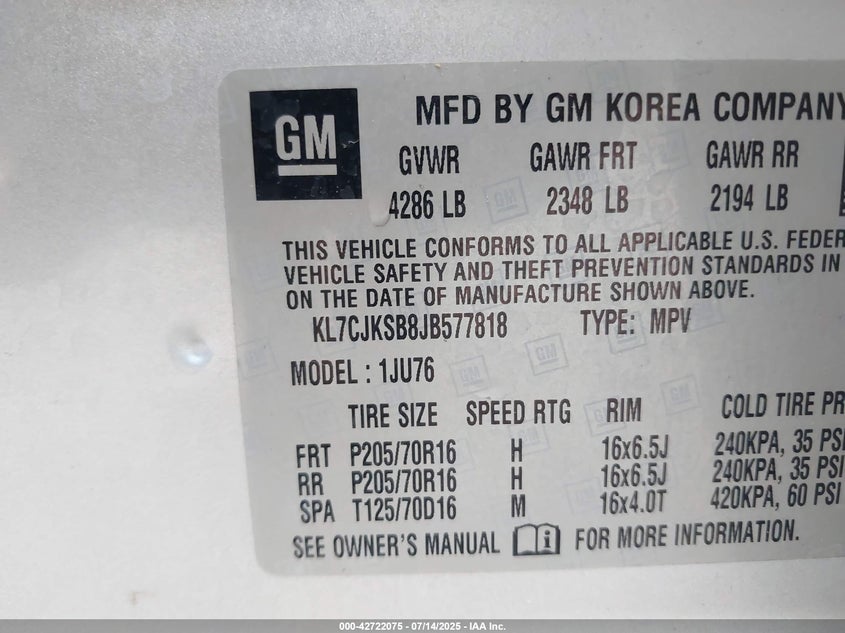 GM
MFD BY GM KOREA COMPANY
GVWR GAWR FRT GAWR RR
4286 LB 2348 LB 2194 LB
THIS VEHICLE CONFORMS TO ALL APPLICABLE U.S. FEDER
VEHICLE SAFETY AND THEFT PREVENTION STANDARDS IN
ON THE DATE OF MANUFACTURE SHOWN ABOVE.
KL7CJKSB8JB577818 TYPE: MPV
MODEL : 1JU76
TIRE SIZE SPEED RTG RIM COLD TIRE PR
FRT P205/70R16 H 16x6.5J 240KPA, 35 PSI
RR P205/70R16 H 16x6.5J 240KPA, 35 PSI
SPA T125/70D16 M 16x4.0T 420KPA, 60 PSI
SEE OWNER'S MANUAL i FOR MORE INFORMATION.
000-42722075 - 07/14/2025 - IAA Inc.